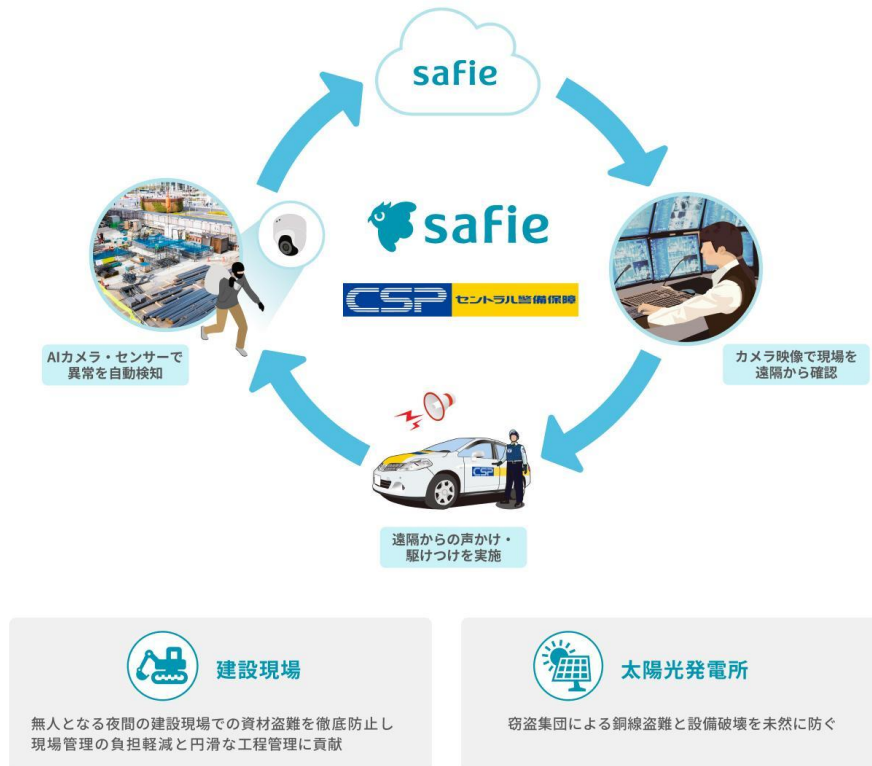 safie
safie
CSP セントラル警備保障
AIカメラ・センサーで
異常を自動検知
カメラ映像で現場を
遠隔から確認
CSP
遠隔からの声かけ・
駆けつけを実施
建設現場
無人となる夜間の建設現場での資材盗難を徹底防止し
現場管理の負担軽減と円滑な工程管理に貢献
太陽光発電所
窃盗集団による銅線盗難と設備破壊を未然に防ぐ